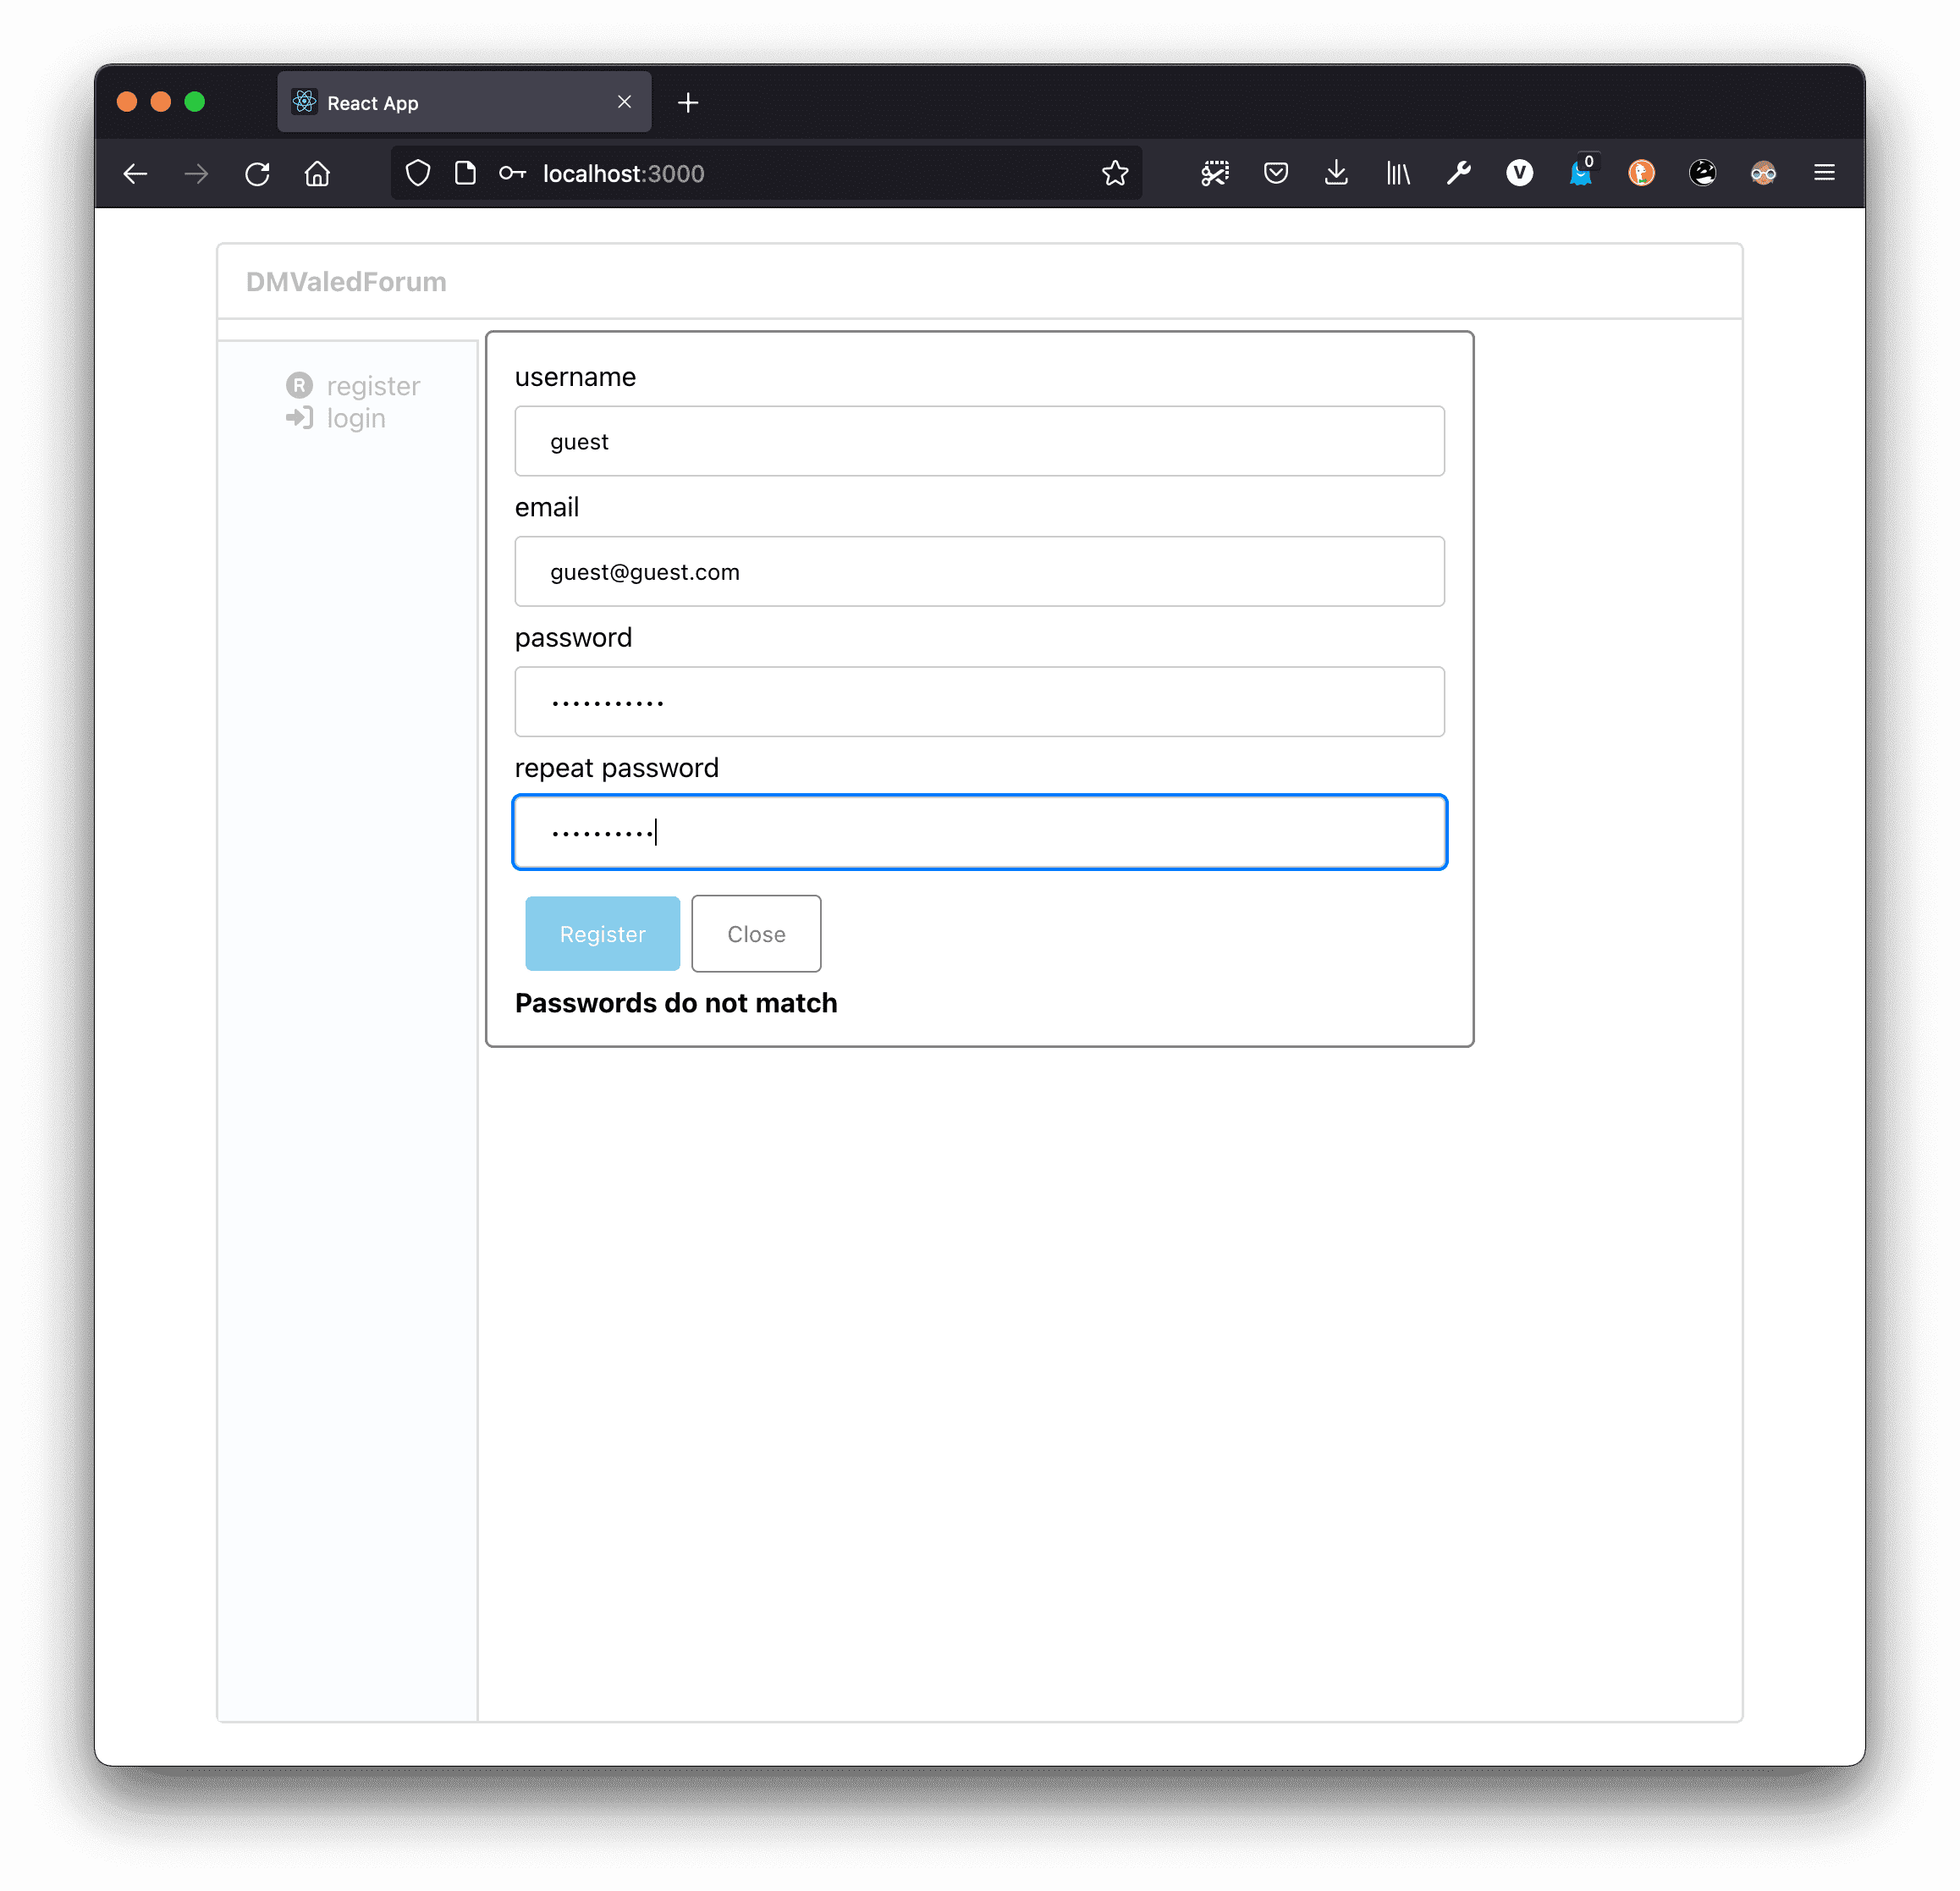 React App
localhost:3000
0
V
DMValedForum
R register
login
username
guest
email
guest@guest.com
password
•••••••••••
repeat password
••••••••••
Register Close
Passwords do not match